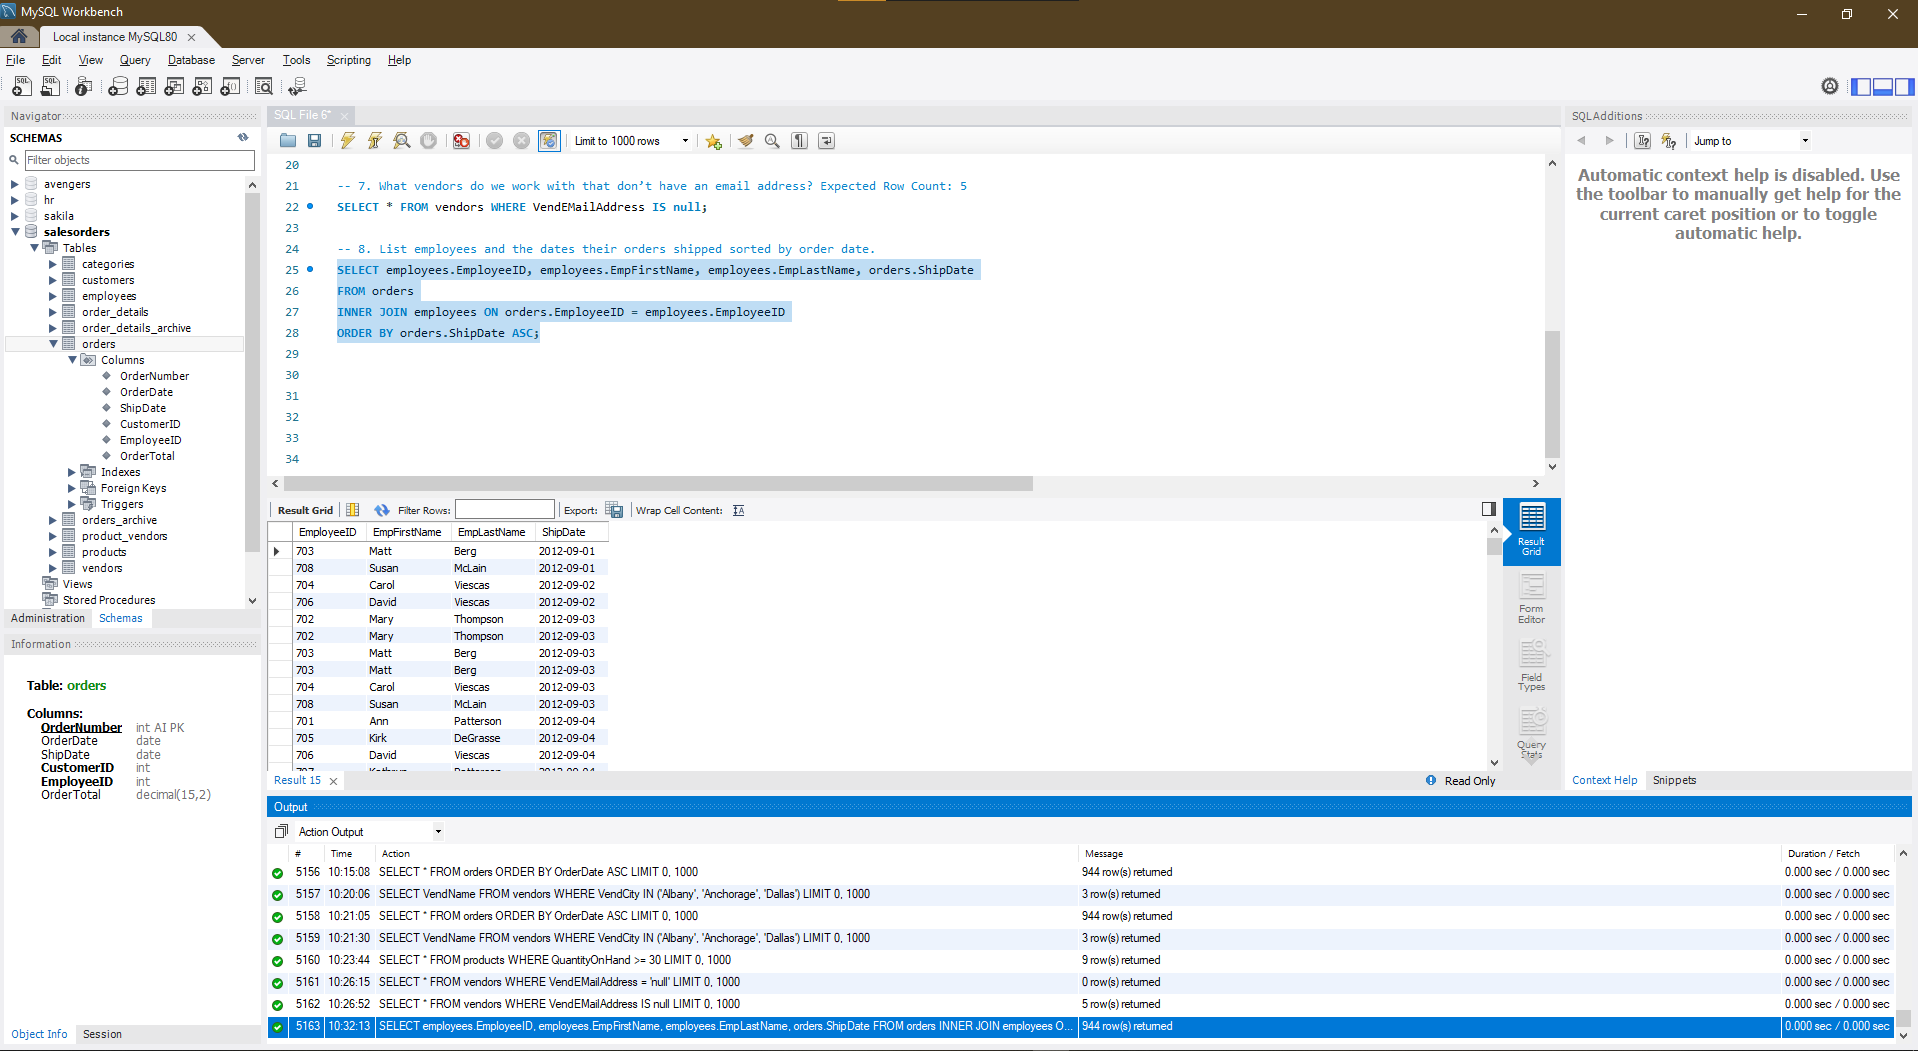 MySQL Workbench
Local instance MySQL80
File Edit View Query Database Server Tools Scripting Help
Navigator
SCHEMAS
Filter objects
avengers
hr
sakila
salesorders
Tables
categories
customers
employees
order_details
order_details_archive
orders
Columns
OrderNumber
OrderDate
ShipDate
CustomerID
EmployeeID
OrderTotal
Indexes
Foreign Keys
Triggers
orders_archive
product_vendors
products
vendors
Views
Stored Procedures
Administration Schemas
Information
Table: orders
Columns:
OrderNumber int AI PK
OrderDate date
ShipDate date
CustomerID int
EmployeeID int
OrderTotal decimal(15,2)
Object Info Session
SQL File 6*
Limit to 1000 rows
20
21 -- 7. What vendors do we work with that don’t have an email address? Expected Row Count: 5
22 SELECT * FROM vendors WHERE VendEMailAddress IS null;
23
24 -- 8. List employees and the dates their orders shipped sorted by order date.
25 SELECT employees.EmployeeID, employees.EmpFirstName, employees.EmpLastName, orders.ShipDate
26 FROM orders
27 INNER JOIN employees ON orders.EmployeeID = employees.EmployeeID
28 ORDER BY orders.ShipDate ASC;
29
30
31
32
33
34
Result Grid Filter Rows: Export: Wrap Cell Content:
EmployeeID EmpFirstName EmpLastName ShipDate
703 Matt Berg 2012-09-01
708 Susan McLain 2012-09-01
704 Carol Viescas 2012-09-02
706 David Viescas 2012-09-02
702 Mary Thompson 2012-09-03
702 Mary Thompson 2012-09-03
703 Matt Berg 2012-09-03
703 Matt Berg 2012-09-03
704 Carol Viescas 2012-09-03
708 Susan McLain 2012-09-03
701 Ann Patterson 2012-09-04
705 Kirk DeGrasse 2012-09-04
706 David Viescas 2012-09-04
Result Grid
Form Editor
Field Types
Query Stats
Result 15
Read Only
SQLAdditions
Jump to
Automatic context help is disabled. Use
the toolbar to manually get help for the
current caret position or to toggle
automatic help.
Context Help Snippets
Output
Action Output
# Time Action Message Duration / Fetch
5156 10:15:08 SELECT * FROM orders ORDER BY OrderDate ASC LIMIT 0, 1000 944 row(s) returned 0.000 sec / 0.000 sec
5157 10:20:06 SELECT VendName FROM vendors WHERE VendCity IN ('Albany', 'Anchorage', 'Dallas') LIMIT 0, 1000 3 row(s) returned 0.000 sec / 0.000 sec
5158 10:21:05 SELECT * FROM orders ORDER BY OrderDate ASC LIMIT 0, 1000 944 row(s) returned 0.000 sec / 0.000 sec
5159 10:21:30 SELECT VendName FROM vendors WHERE VendCity IN ('Albany', 'Anchorage', 'Dallas') LIMIT 0, 1000 3 row(s) returned 0.000 sec / 0.000 sec
5160 10:23:44 SELECT * FROM products WHERE QuantityOnHand >= 30 LIMIT 0, 1000 9 row(s) returned 0.000 sec / 0.000 sec
5161 10:26:15 SELECT * FROM vendors WHERE VendEMailAddress = 'null' LIMIT 0, 1000 0 row(s) returned 0.000 sec / 0.000 sec
5162 10:26:52 SELECT * FROM vendors WHERE VendEMailAddress IS null LIMIT 0, 1000 5 row(s) returned 0.000 sec / 0.000 sec
5163 10:32:13 SELECT employees.EmployeeID, employees.EmpFirstName, employees.EmpLastName, orders.ShipDate FROM orders INNER JOIN employees O... 944 row(s) returned 0.000 sec / 0.000 sec